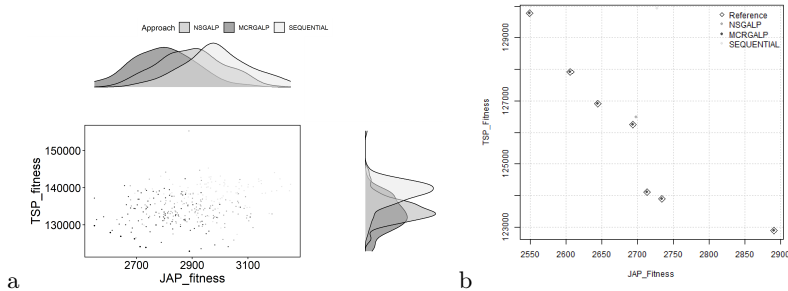 Approach NSGALP MCRGALP SEQUENTIAL
150000
140000
130000
TSP_fitness
2700 2900 3100
JAP_fitness
a
Reference
NSGALP
MCRGALP
SEQUENTIAL
129000
127000
125000
123000
TSP_Fitness
2550 2600 2650 2700 2750 2800 2850 2900
JAP_Fitness
b